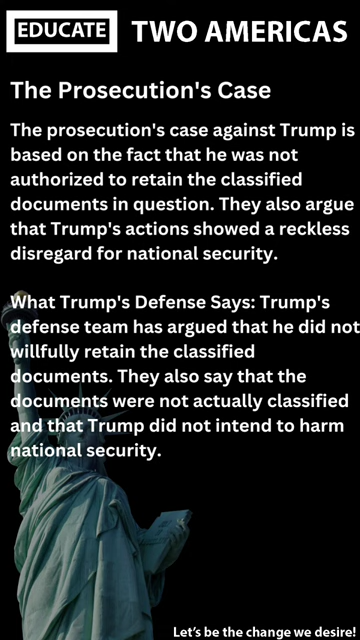 EDUCATE TWO AMERICAS
The Prosecution's Case
The prosecution's case against Trump is
based on the fact that he was not
authorized to retain the classified
documents in question. They also argue
that Trump's actions showed a reckless
disregard for national security.
What Trump's Defense Says: Trump's
defense team has argued that he did not
willfully retain the classified
documents. They also say that the
documents were not actually classified
and that Trump did not intend to harm
national security.
Let's be the change we desire!